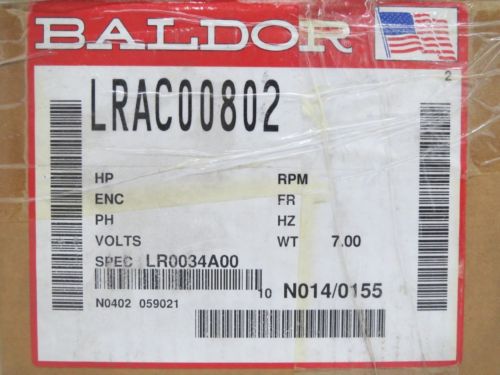 BALDOR
2
LRAC00802
HP RPM
ENC FR
PH HZ
VOLTS WT 7.00
SPEC LR0034A00
10 N014/0155
N0402 059021